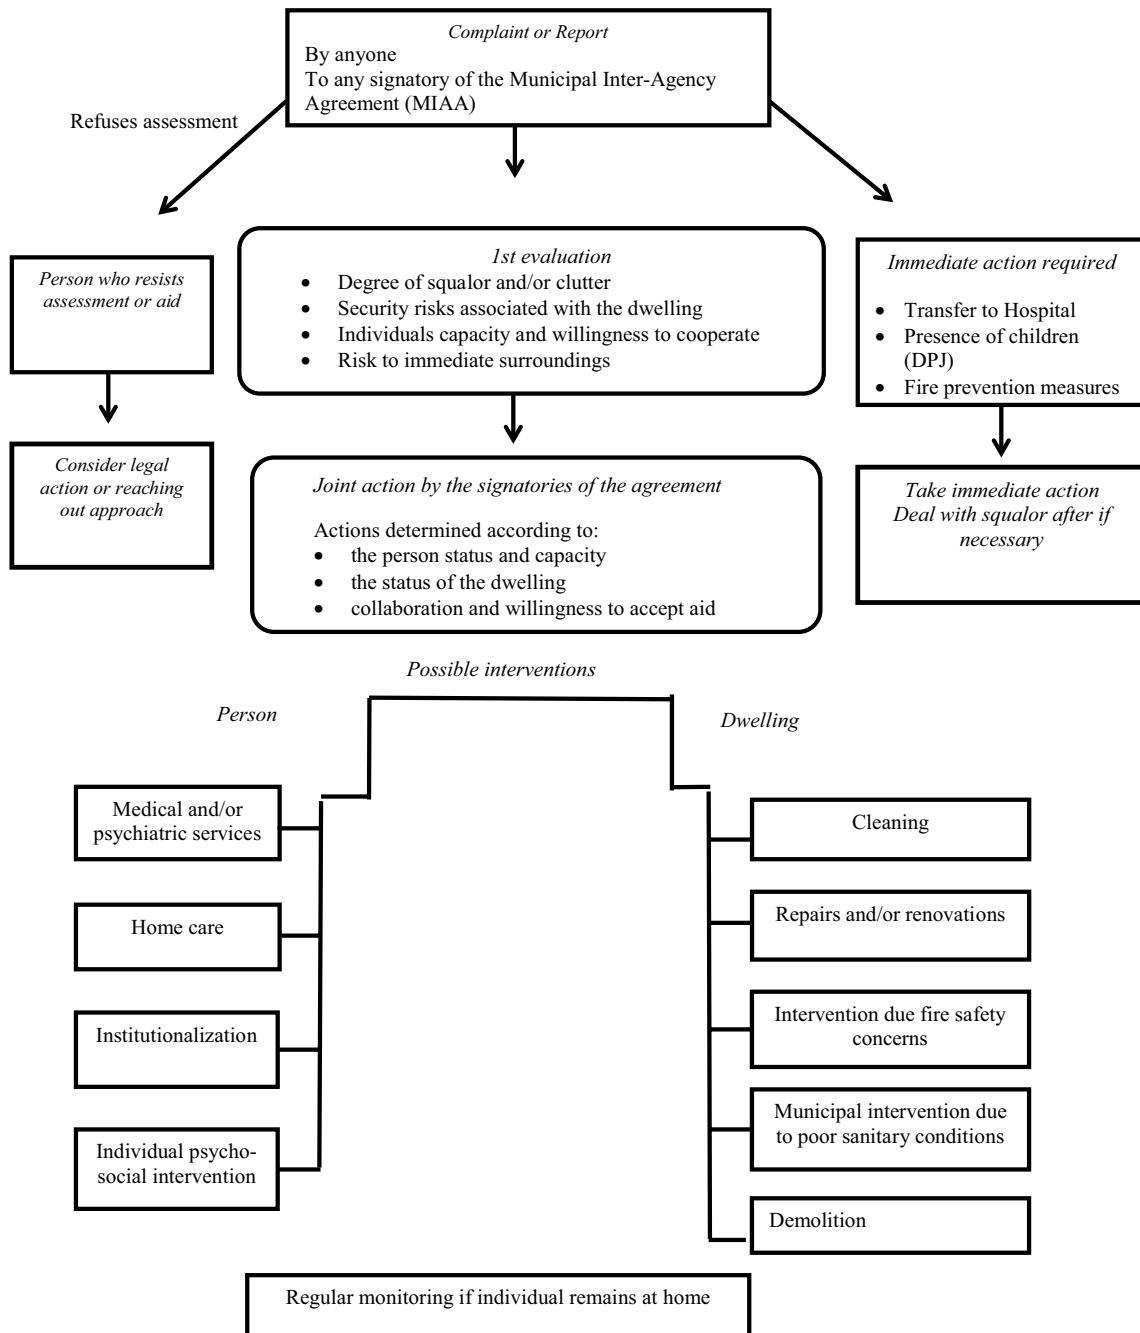 Complaint or Report
By anyone
To any signatory of the Municipal Inter-Agency
Agreement (MIAA)
Refuses assessment
Person who resists
assessment or aid
1st evaluation
• Degree of squalor and/or clutter
• Security risks associated with the dwelling
• Individuals capacity and willingness to cooperate
• Risk to immediate surroundings
Immediate action required
• Transfer to Hospital
• Presence of children
(DPJ)
• Fire prevention measures
Consider legal
action or reaching
out approach
Joint action by the signatories of the agreement
Actions determined according to:
• the person status and capacity
• the status of the dwelling
• collaboration and willingness to accept aid
Take immediate action
Deal with squalor after if
necessary
Possible interventions
Person
Dwelling
Medical and/or
psychiatric services
Home care
Institutionalization
Individual psycho-
social intervention
Cleaning
Repairs and/or renovations
Intervention due fire safety
concerns
Municipal intervention due
to poor sanitary conditions
Demolition
Regular monitoring if individual remains at home